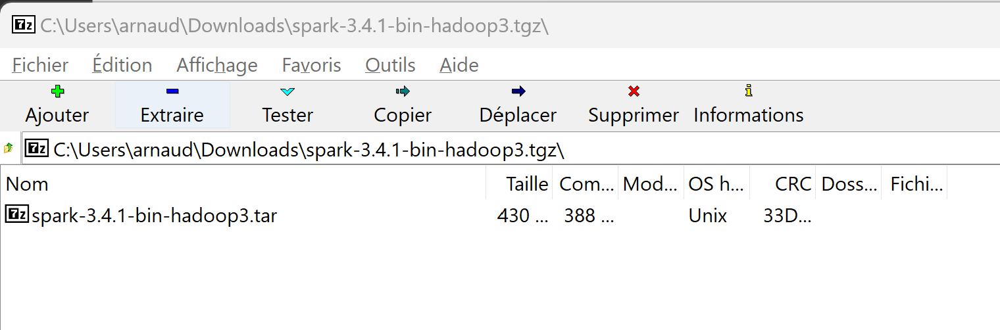 C:\Users\arnaud\Downloads\spark-3.4.1-bin-hadoop3.tgz\
Fichier Édition Affichage Favoris Outils Aide
Ajouter Extraire Tester Copier Déplacer Supprimer Informations
C:\Users\arnaud\Downloads\spark-3.4.1-bin-hadoop3.tgz\
Nom Taille Com... Mod... OS h... CRC Doss... Fichi...
spark-3.4.1-bin-hadoop3.tar 430 ... 388 ... Unix 33D...